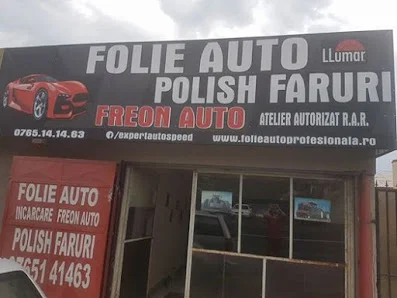 FOLIE AUTO
LLumar
POLISH FARURI
FREON AUTO
ATELIER AUTORIZAT R.A.R.
0765.14.14.63
/expertautospeed
www.folieautoprofesionala.ro
FOLIE AUTO
INCARCARE FREON AUTO
POLISH FARURI
07651 41463